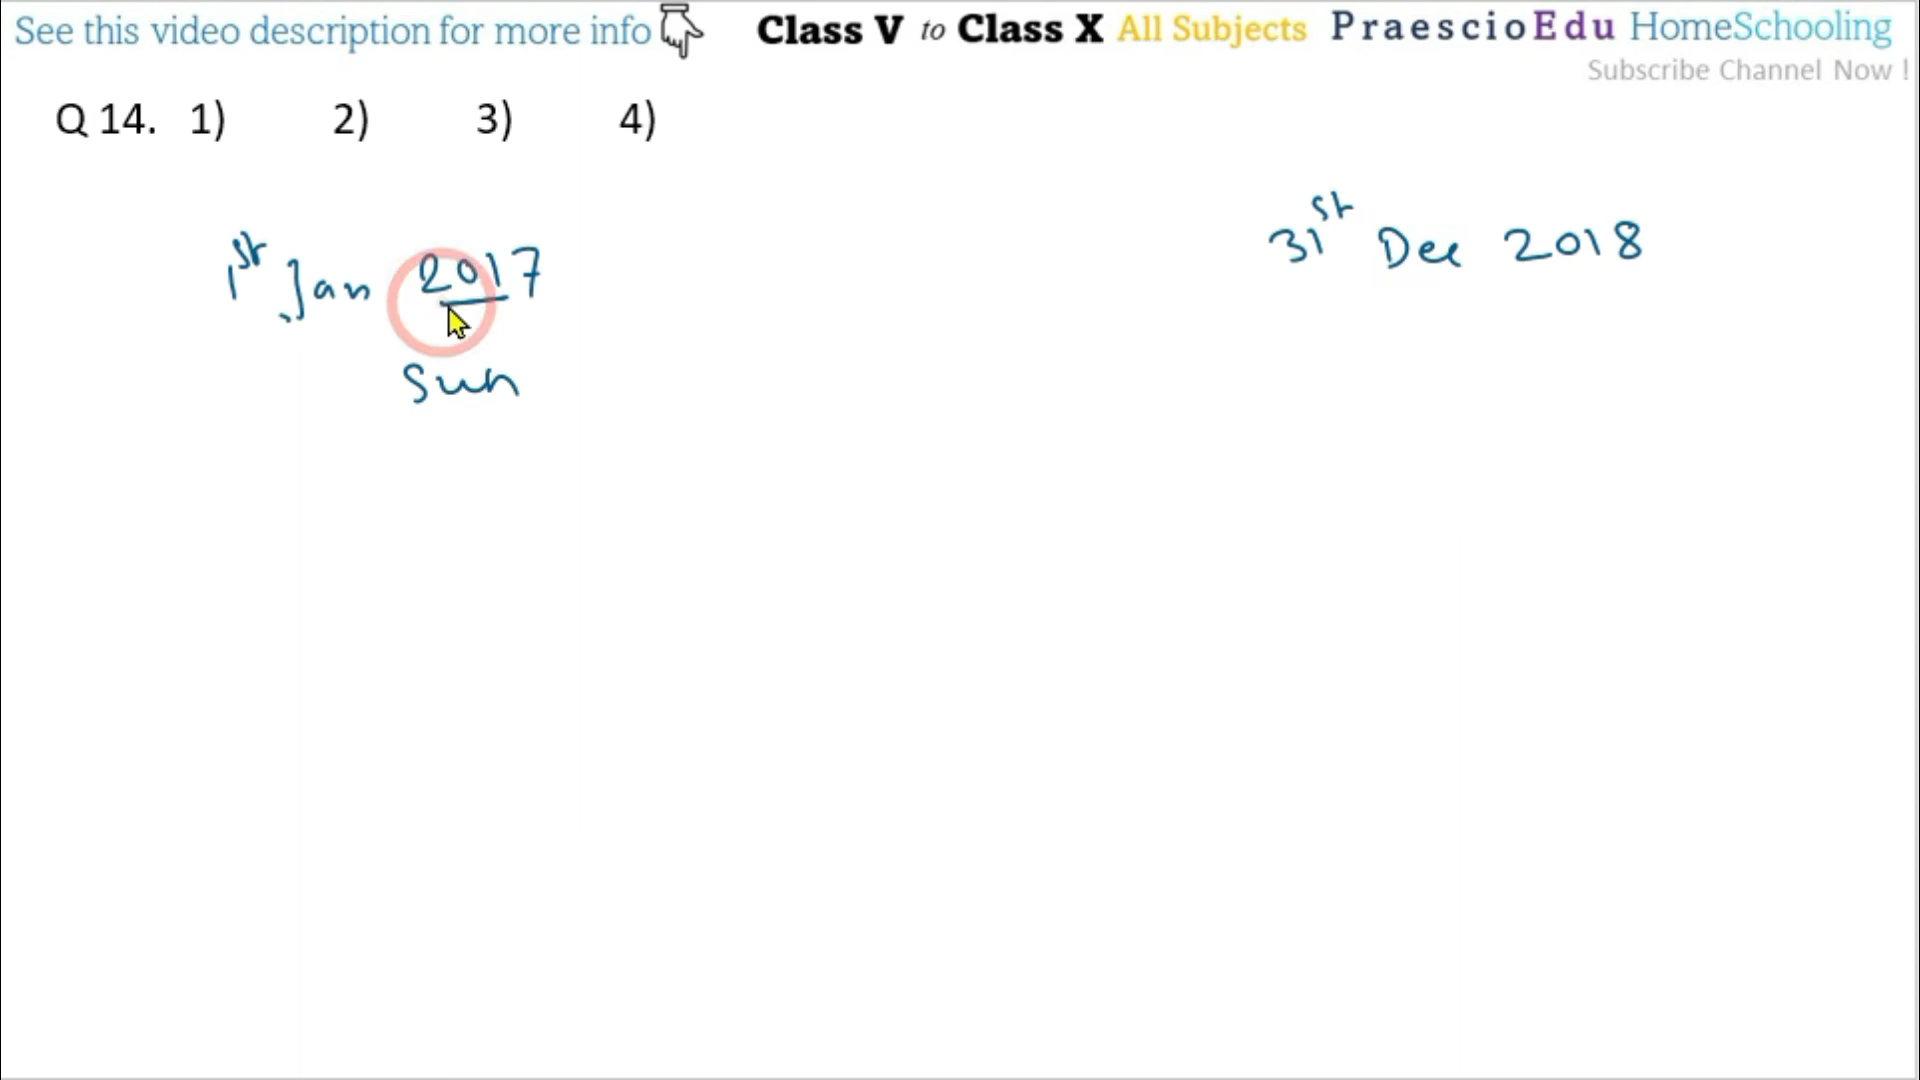 See this video description for more info Class V to Class X All Subjects PraescioEdu HomeSchooling
Subscribe Channel Now !
Q 14. 1) 2) 3) 4)
1st Jan 2017
31st Dec 2018
Sun